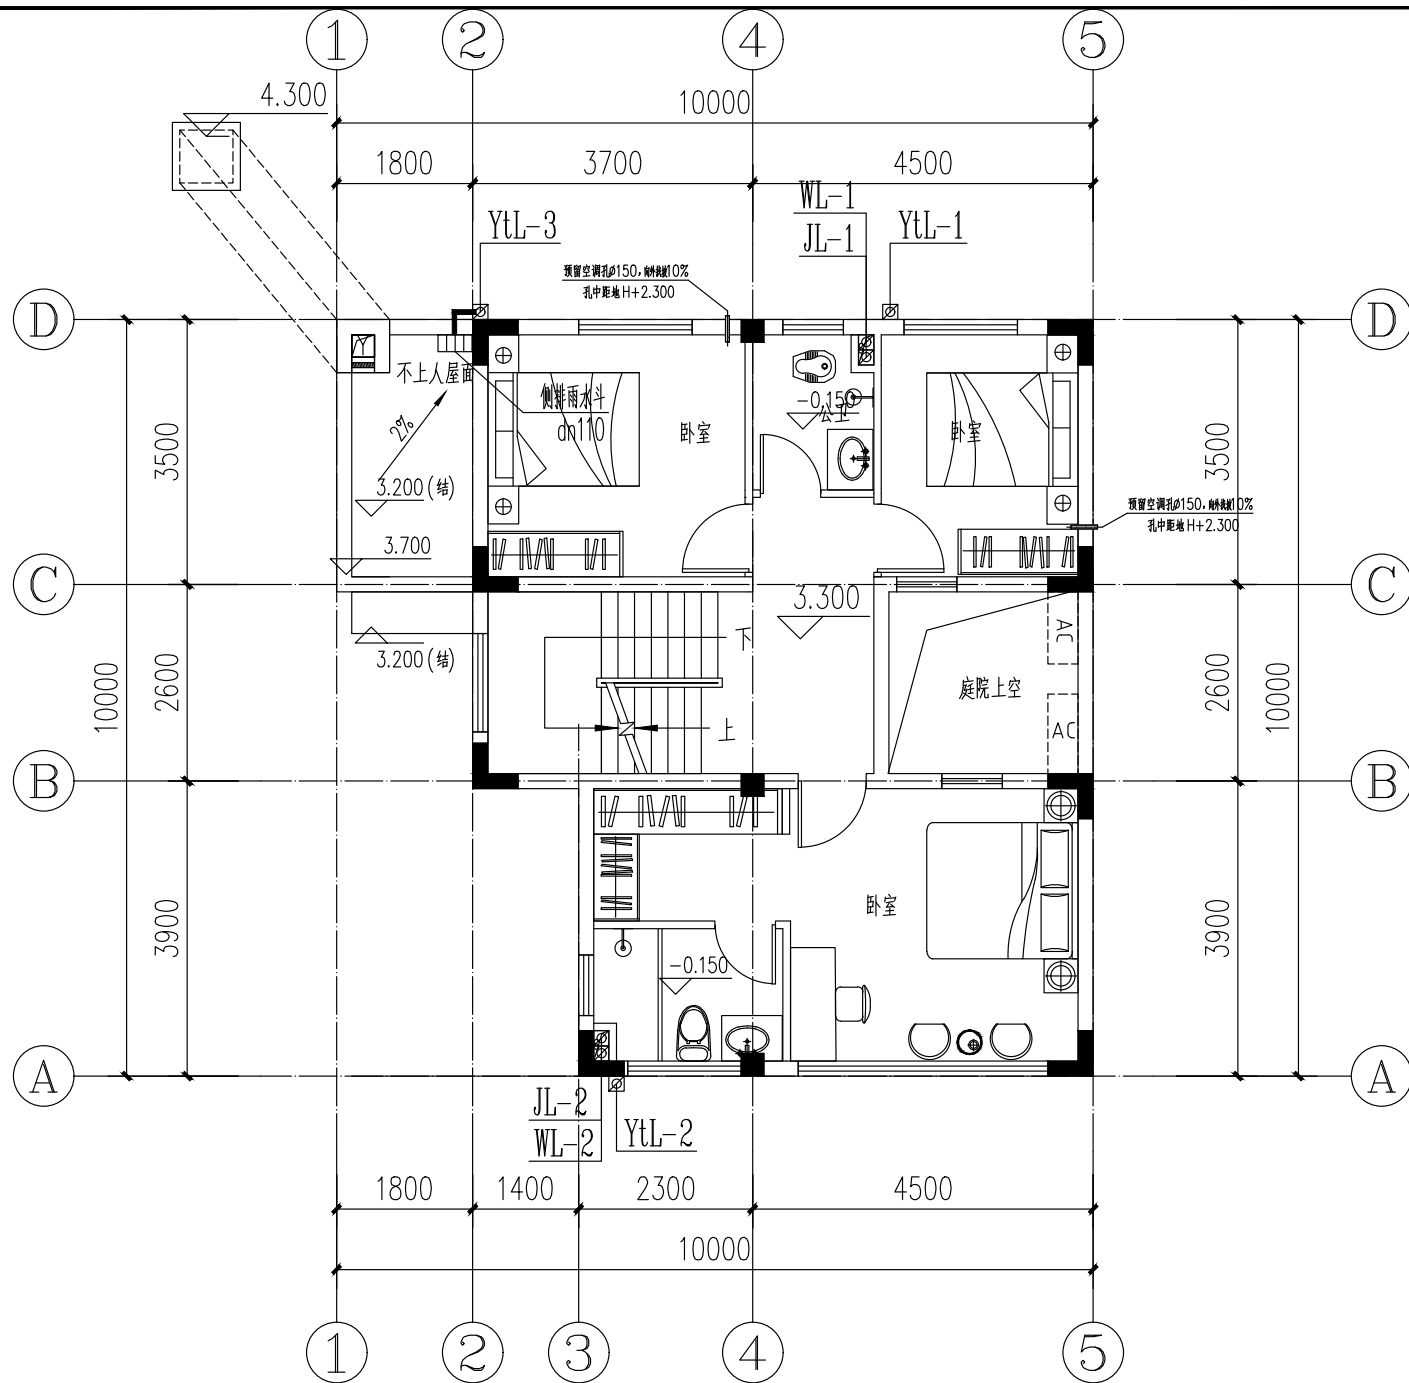 1 2 4 5
4.300
10000
1800 3700 4500
WL-1
YtL-3 JL-1 YtL-1
预留空调孔ø150,向外找坡10%
孔中距地H+2.300
D D
不上人屋面
2%
侧排雨水斗
dn110
卧室
-0.150
公卫
卧室
3500 3500
3.200(结)
预留空调孔ø150,向外找坡10%
孔中距地H+2.300
3.700
C C
3.300
下
AC
3.200(结)
10000 2600 2600 10000
庭院上空
上
AC
B B
卧室
3900 3900
-0.150
A A
JL-2
WL-2 YtL-2
1800 1400 2300 4500
10000
1 2 3 4 5